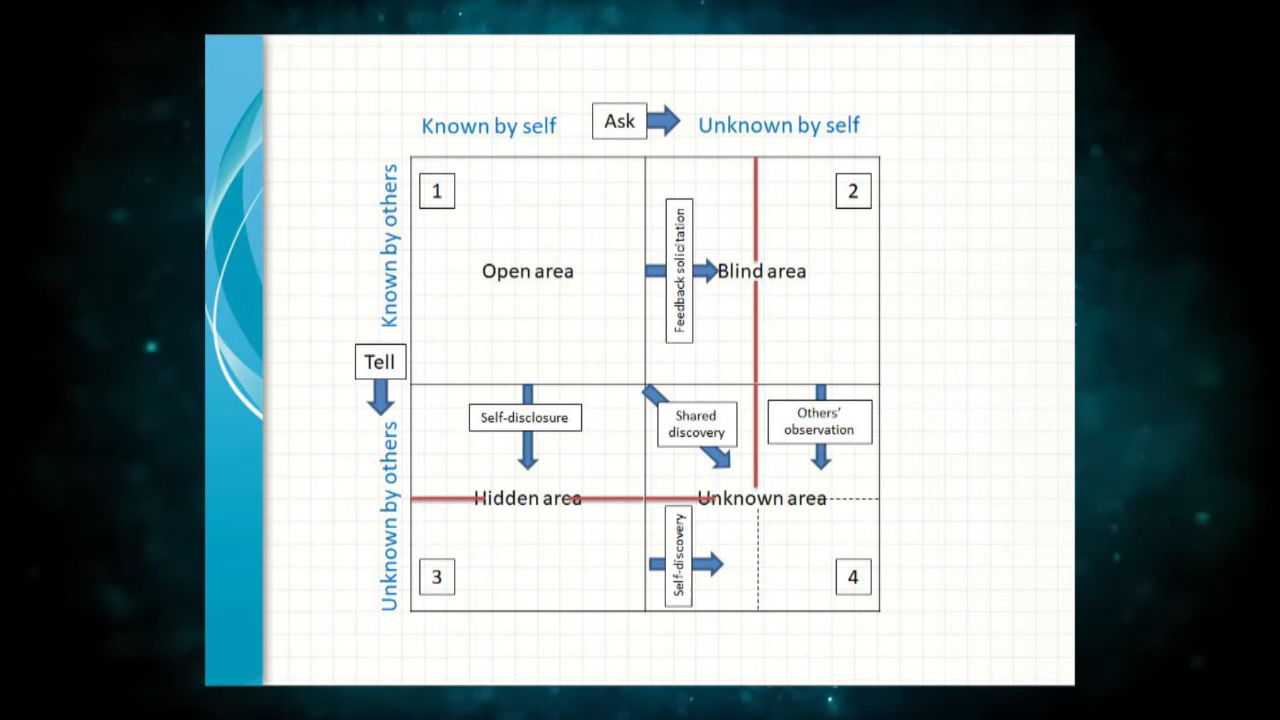 Known by self
Ask
Unknown by self
Known by others
1
2
Open area
Feedback solicitation
Blind area
Tell
Unknown by others
Self-disclosure
Shared
discovery
Others’
observation
Hidden area
Unknown area
Self-discovery
3
4